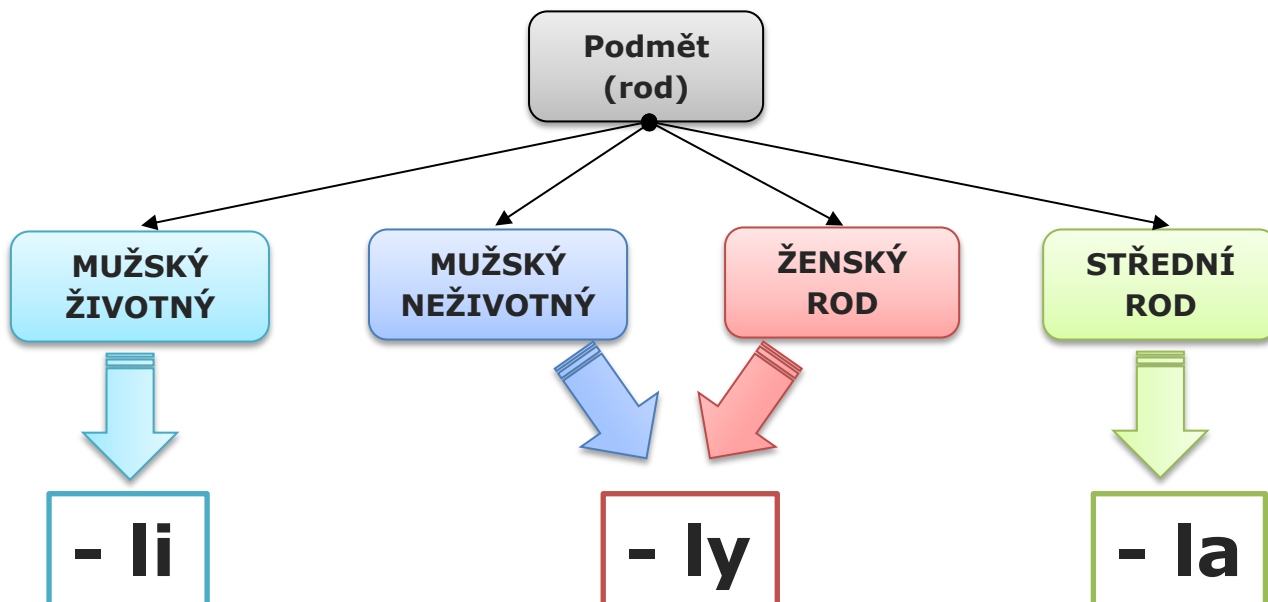 Podmět
(rod)
MUŽSKÝ
ŽIVOTNÝ
MUŽSKÝ
NEŽIVOTNÝ
ŽENSKÝ
ROD
STŘEDNÍ
ROD
- li
- ly
- la